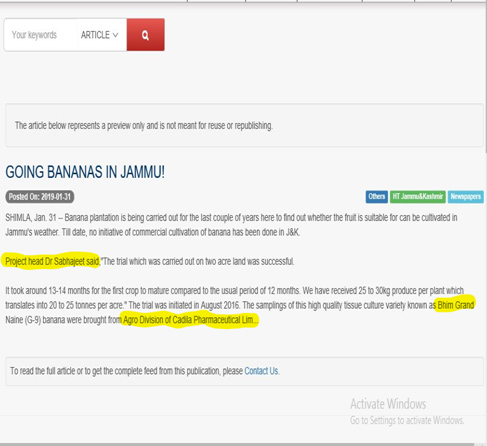 Your keywords ARTICLE
The article below represents a preview only and is not meant for reuse or republishing.
GOING BANANAS IN JAMMU!
Posted On: 2019-01-31 Others HT Jammu&Kashmir Newspapers
SHIMLA, Jan. 31 -- Banana plantation is being carried out for the last couple of years here to find out whether the fruit is suitable for can be cultivated in
Jammu's weather. Till date, no initiative of commercial cultivation of banana has been done in J&K.
Project head Dr Sabhajeet said,"The trial which was carried out on two acre land was successful.
It took around 13-14 months for the first crop to mature compared to the usual period of 12 months. We have received 25 to 30kg produce per plant which
translates into 20 to 25 tonnes per acre." The trial was initiated in August 2016. The samplings of this high quality tissue culture variety known as Bhim Grand
Naine (G-9) banana were brought from Agro Division of Cadila Pharmaceutical Lim...
To read the full article or to get the complete feed from this publication, please Contact Us.
Activate Windows
Go to Settings to activate Windows.